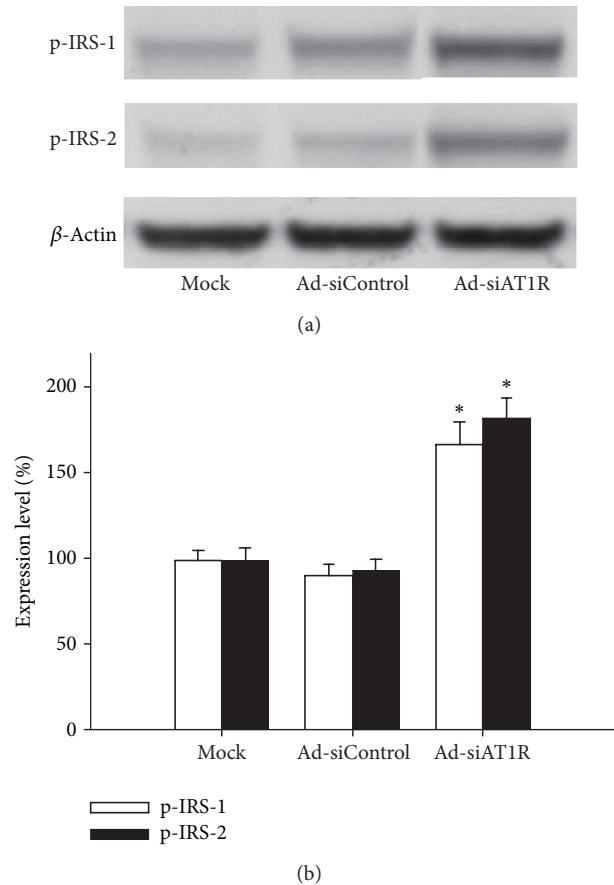 p-IRS-1
p-IRS-2
β-Actin
Mock Ad-siControl Ad-siAT1R
(a)
200
150
100
50
0
Expression level (%)
* *
Mock Ad-siControl Ad-siAT1R
p-IRS-1
p-IRS-2
(b)